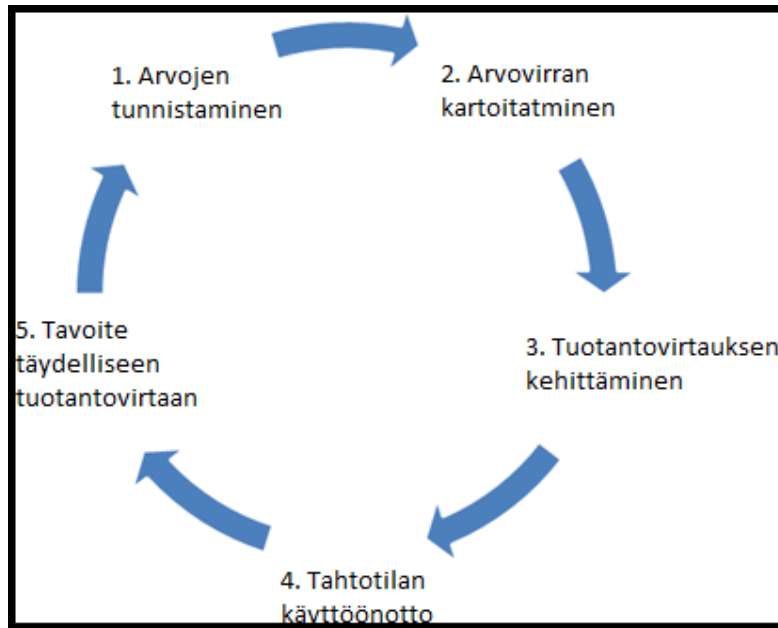 1. Arvojen
tunnistaminen
2. Arvovirran
kartoitatminen
3. Tuotantovirtauksen
kehittäminen
4. Tahtotilan
käyttöönotto
5. Tavoite
täydelliseen
tuotantovirtaan